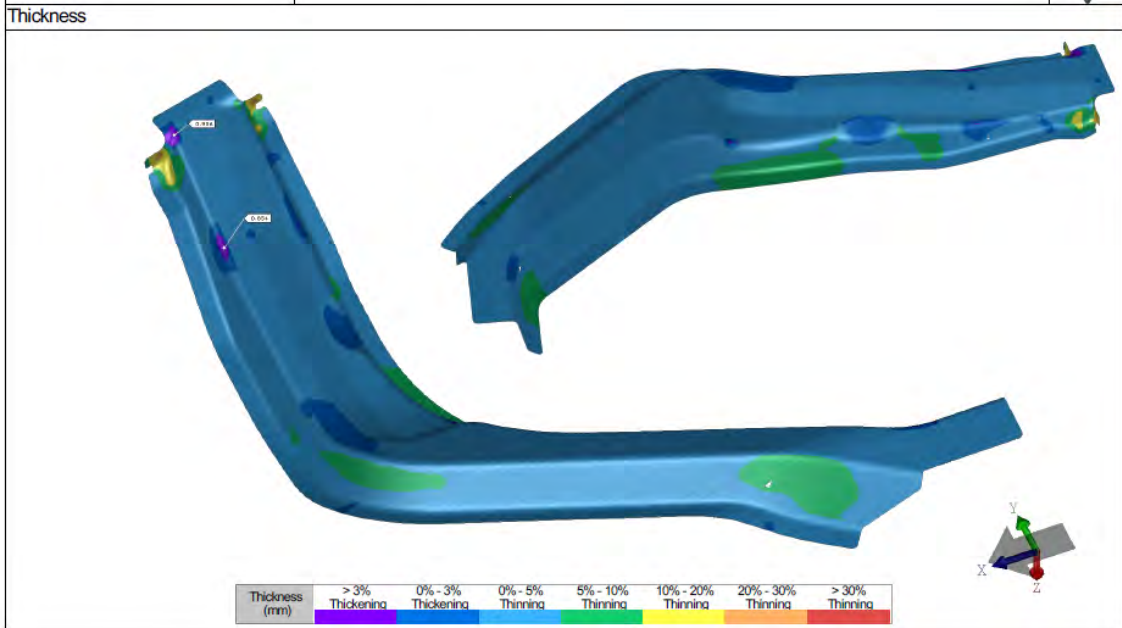 Thickness
Y
X
Z
Thickness (mm)
> 3% Thickening
0% - 3% Thickening
0% - 5% Thinning
5% - 10% Thinning
10% - 20% Thinning
20% - 30% Thinning
> 30% Thinning